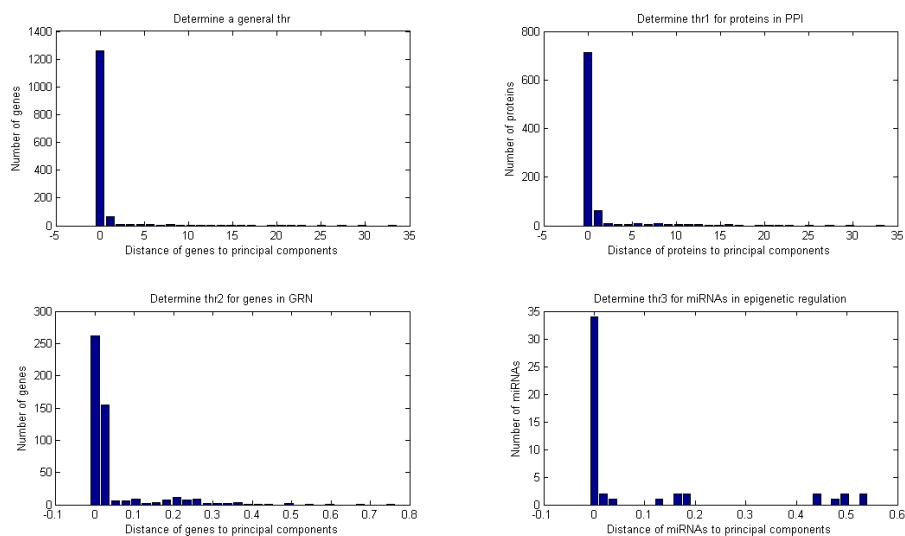 Determine a general thr
1400
1200
1000
800
600
400
200
0
Number of genes
-5 0 5 10 15 20 25 30 35
Distance of genes to principal components
Determine thr1 for proteins in PPI
800
600
400
200
0
Number of proteins
-5 0 5 10 15 20 25 30 35
Distance of proteins to principal components
Determine thr2 for genes in GRN
300
250
200
150
100
50
0
Number of genes
-0.1 0 0.1 0.2 0.3 0.4 0.5 0.6 0.7 0.8
Distance of genes to principal components
Determine thr3 for miRNAs in epigenetic regulation
35
30
25
20
15
10
5
0
Number of miRNAs
-0.1 0 0.1 0.2 0.3 0.4 0.5 0.6
Distance of miRNAs to principal components